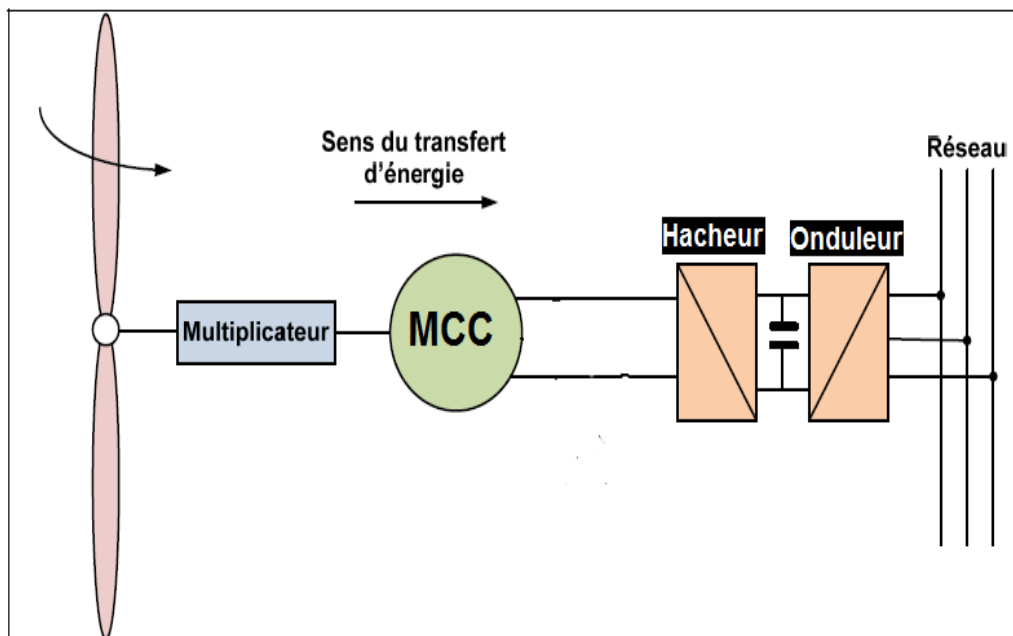 Sens du transfert
d'énergie
Réseau
Hacheur
Onduleur
Multiplicateur
MCC